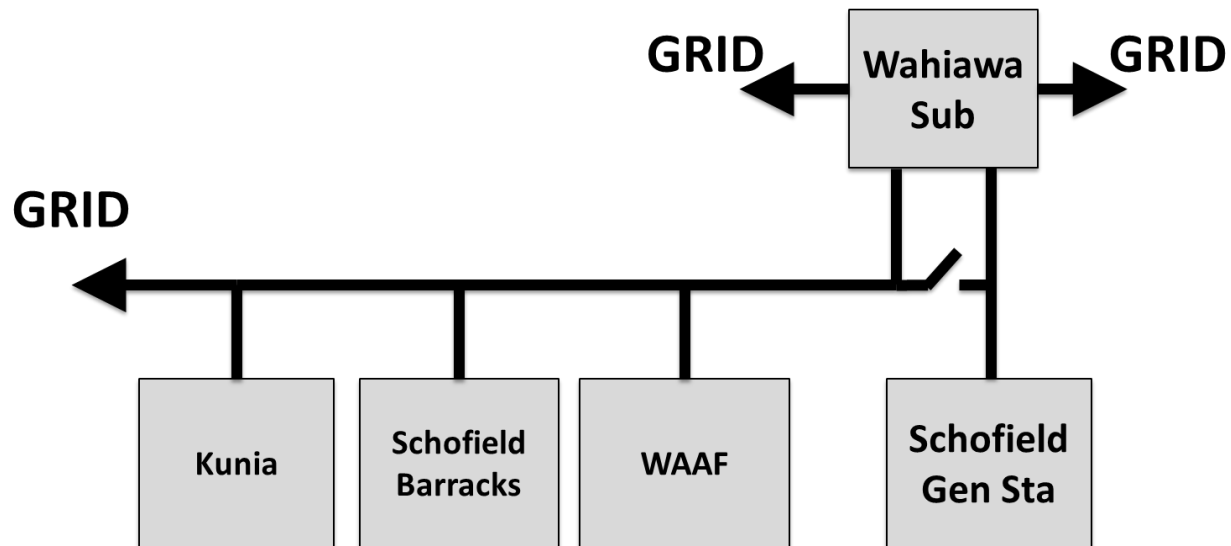 GRID
Wahiawa
Sub
GRID
GRID
Kunia
Schofield
Barracks
WAAF
Schofield
Gen Sta